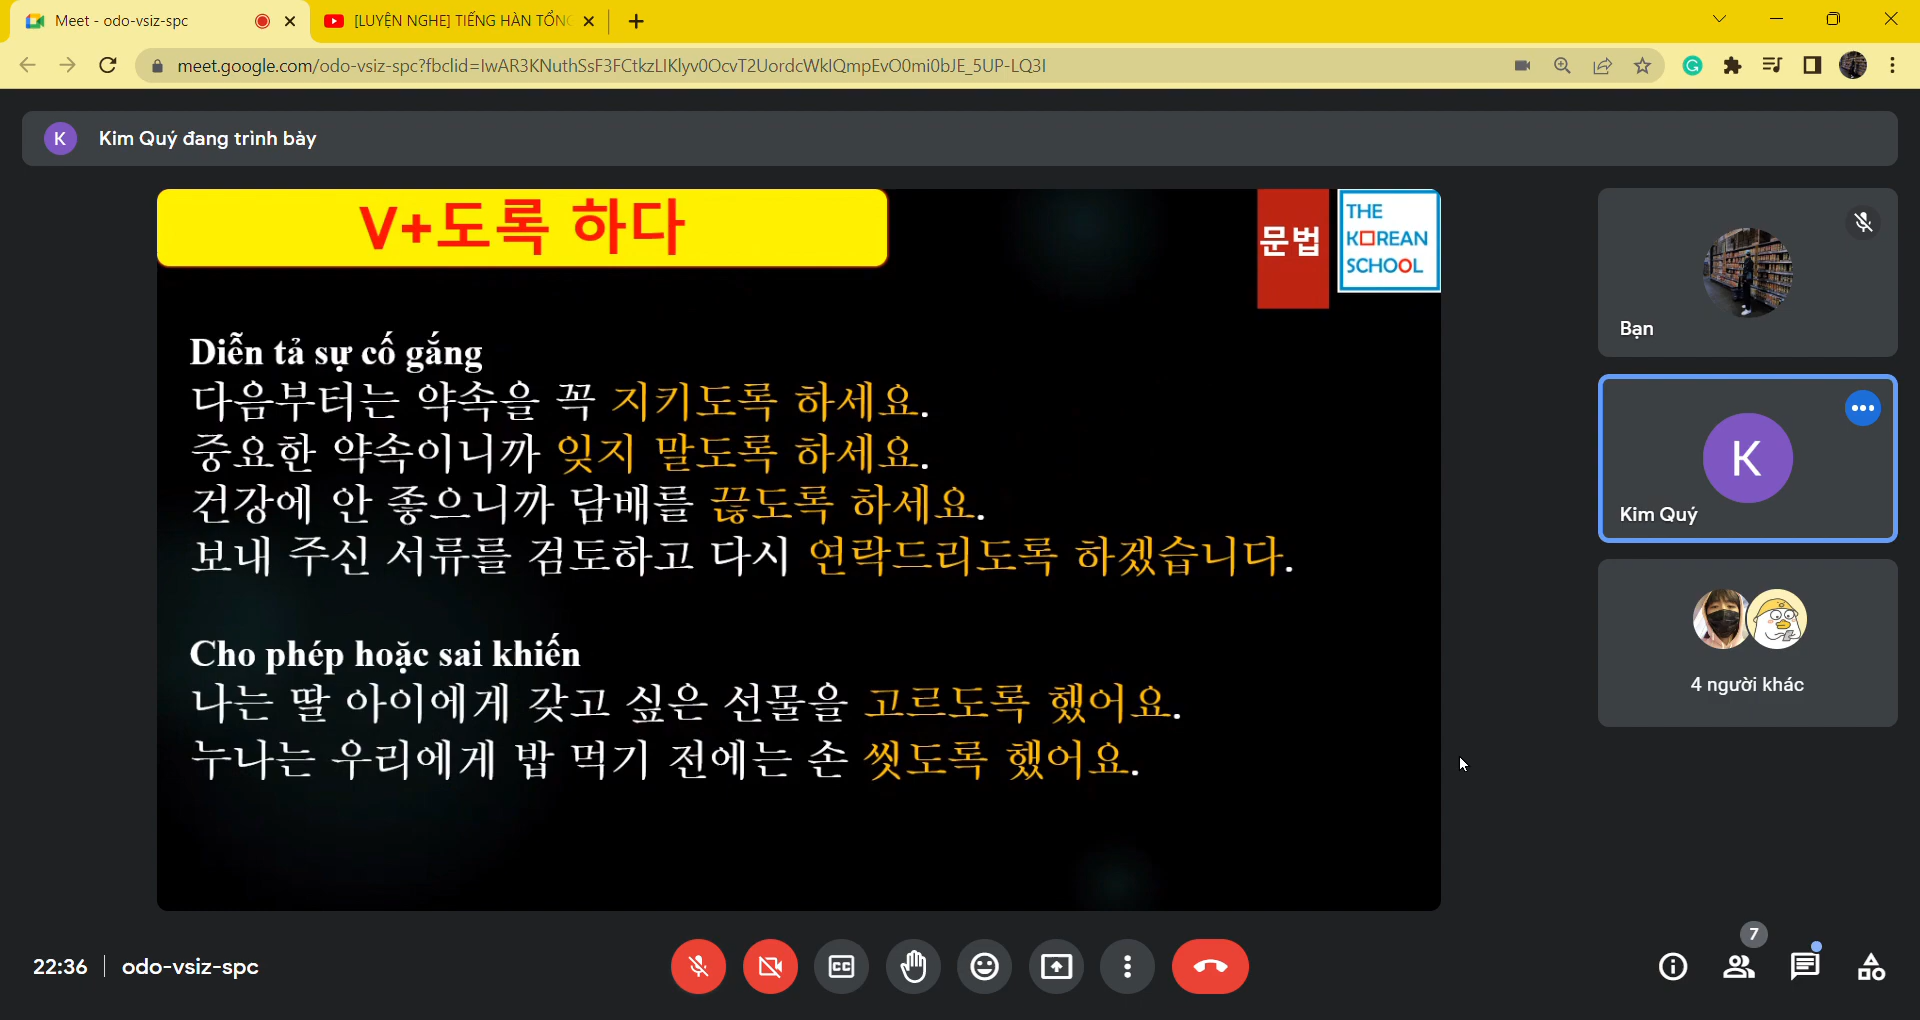 Meet - odo-vsiz-spc
[LUYỆN NGHE] TIẾNG HÀN TỔNG
meet.google.com/odo-vsiz-spc?fbclid=IwAR3KNuthSsF3FCtkzLIKlyv0OcvT2UordcWkIQmpEvO0mi0bJE_5UP-LQ3I
K
Kim Quý đang trình bày
V+도록 하다
문법
THE
KOREAN
SCHOOL
Diễn tả sự cố gắng
다음부터는 약속을 꼭 지키도록 하세요.
중요한 약속이니까 잊지 말도록 하세요.
건강에 안 좋으니까 담배를 끊도록 하세요.
보내 주신 서류를 검토하고 다시 연락드리도록 하겠습니다.
Cho phép hoặc sai khiến
나는 딸 아이에게 갖고 싶은 선물을 고르도록 했어요.
누나는 우리에게 밥 먹기 전에는 손 씻도록 했어요.
Bạn
K
Kim Quý
4 người khác
22:36 | odo-vsiz-spc
CC
7